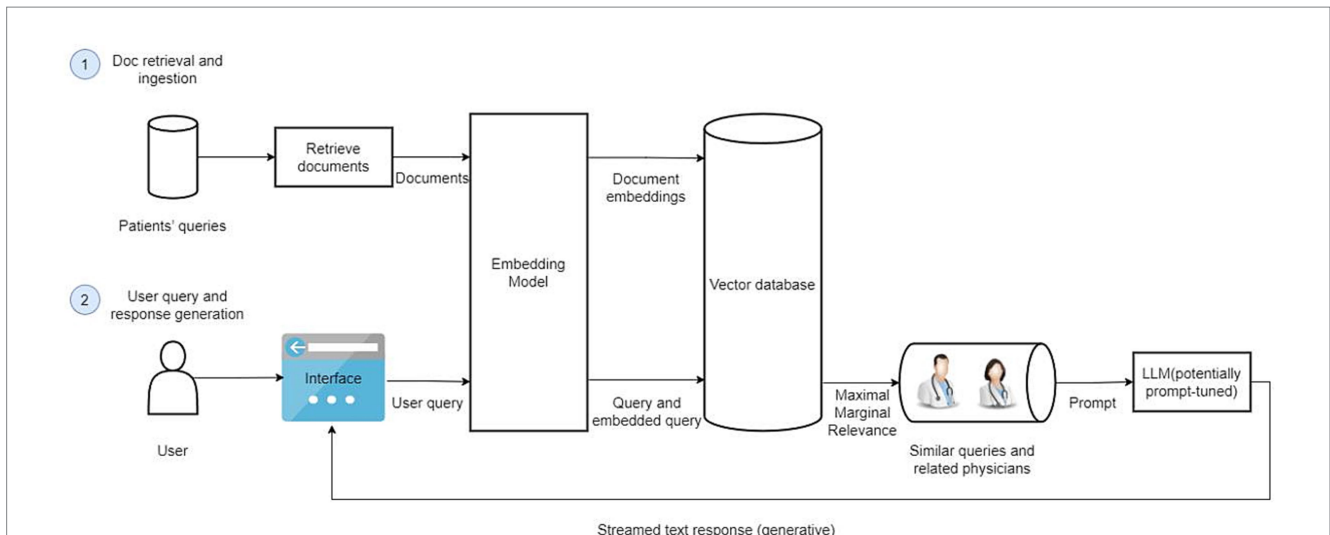 1
Doc retrieval and
ingestion
Retrieve
documents
Documents
Document
embeddings
Patients' queries
Embedding
Model
Vector database
2
User query and
response generation
Interface
User query
Query and
embedded query
Maximal
Marginal
Relevance
Prompt
LLM(potentially
prompt-tuned)
User
Similar queries and
related physicians
Streamed text response (generative)